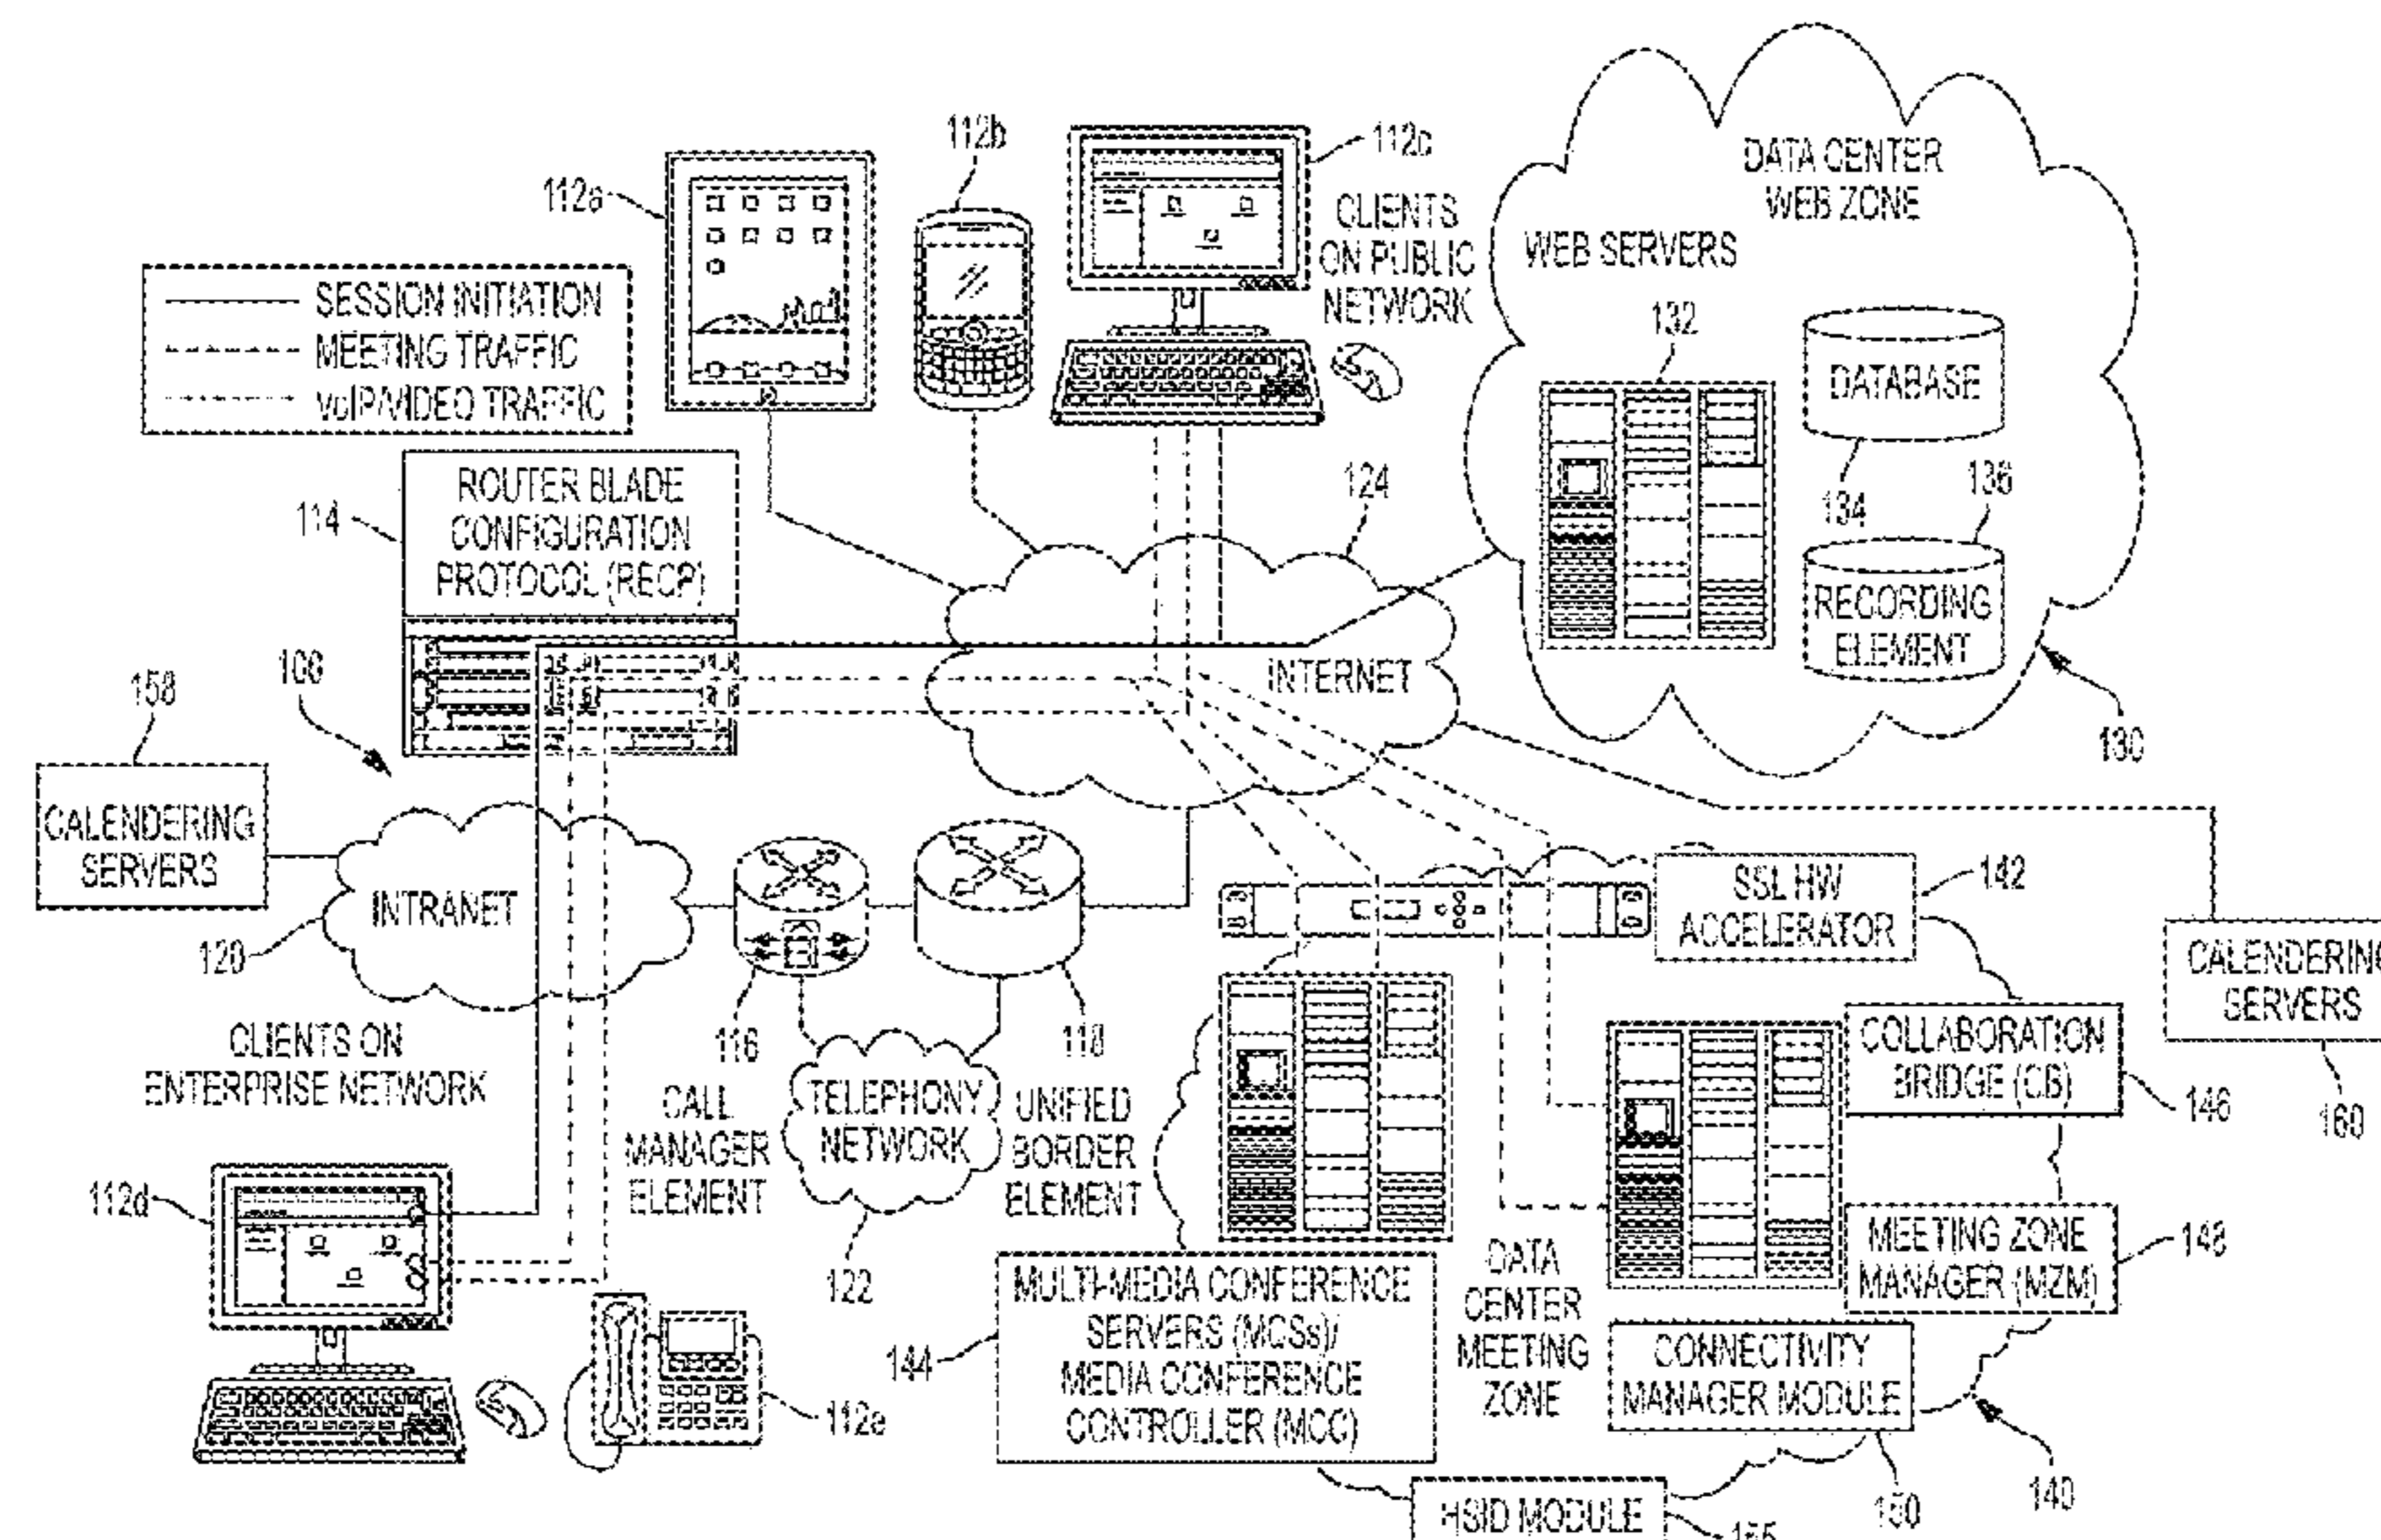 112a
112b
112c
CLIENTS
ON PUBLIC
NETWORK
DATA CENTER
WEB ZONE
WEB SERVERS
132
DATABASE
134
136
RECORDING
ELEMENT
130
SESSION INITIATION
MEETING TRAFFIC
VoIP/VIDEO TRAFFIC
114
ROUTER BLADE
CONFIGURATION
PROTOCOL (RECP)
124
INTERNET
158
CALENDERING
SERVERS
INTRANET
120
116
118
142
SSL HW
ACCELERATOR
CALENDERING
SERVERS
160
CLIENTS ON
ENTERPRISE NETWORK
CALL
MANAGER
ELEMENT
TELEPHONY
NETWORK
122
UNIFIED
BORDER
ELEMENT
COLLABORATION
BRIDGE (CB)
146
MEETING ZONE
MANAGER (MZM)
148
112d
112e
144
MULTI-MEDIA CONFERENCE
SERVERS (MCSs)/
MEDIA CONFERENCE
CONTROLLER (MCC)
DATA
CENTER
MEETING
ZONE
CONNECTIVITY
MANAGER MODULE
150
140
HSID MODULE